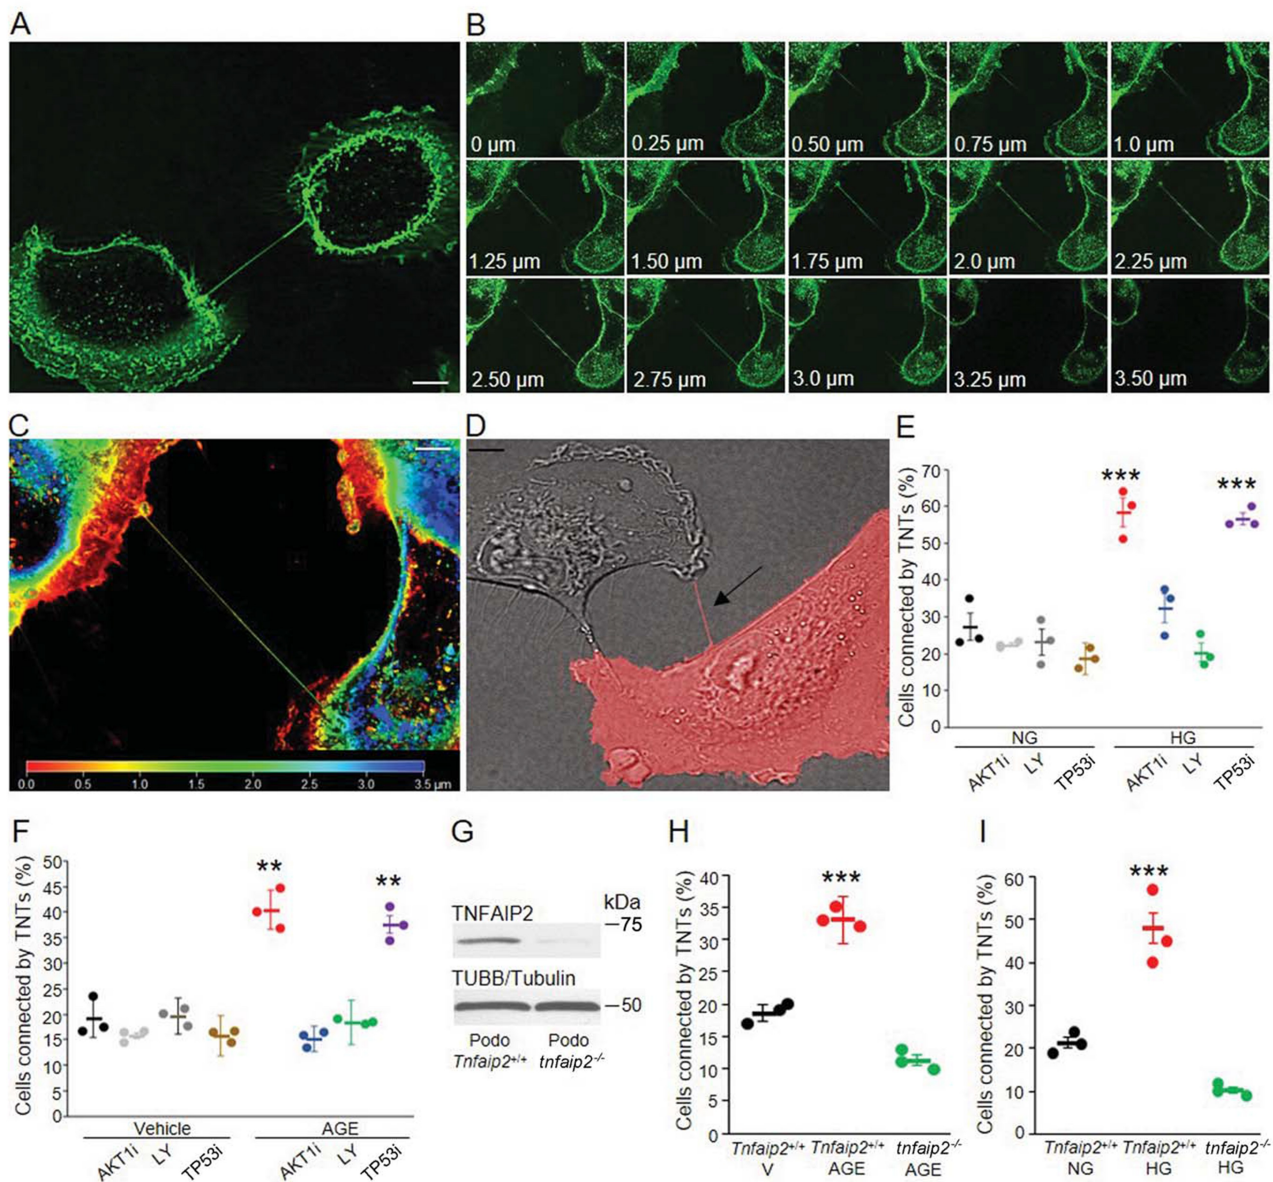 A
B
0 µm
0.25 µm
0.50 µm
0.75 µm
1.0 µm
1.25 µm
1.50 µm
1.75 µm
2.0 µm
2.25 µm
2.50 µm
2.75 µm
3.0 µm
3.25 µm
3.50 µm
C
0.0 0.5 1.0 1.5 2.0 2.5 3.0 3.5 µm
D
E
Cells connected by TNTs (%)
70
60
50
40
30
20
10
0
***
***
NG HG
AKT1i LY TP53i AKT1i LY TP53i
F
Cells connected by TNTs (%)
50
45
40
35
30
25
20
15
10
5
0
**
**
Vehicle AGE
AKT1i LY TP53i AKT1i LY TP53i
G
kDa
TNFAIP2
–75
TUBB/Tubulin
–50
Podo Podo
Tnfaip2+/+ tnfaip2-/-
H
Cells connected by TNTs (%)
40
35
30
25
20
15
10
5
0
***
Tnfaip2+/+ Tnfaip2+/+ tnfaip2-/-
V AGE AGE
I
Cells connected by TNTs (%)
60
50
40
30
20
10
0
***
Tnfaip2+/+ Tnfaip2+/+ tnfaip2-/-
NG HG HG